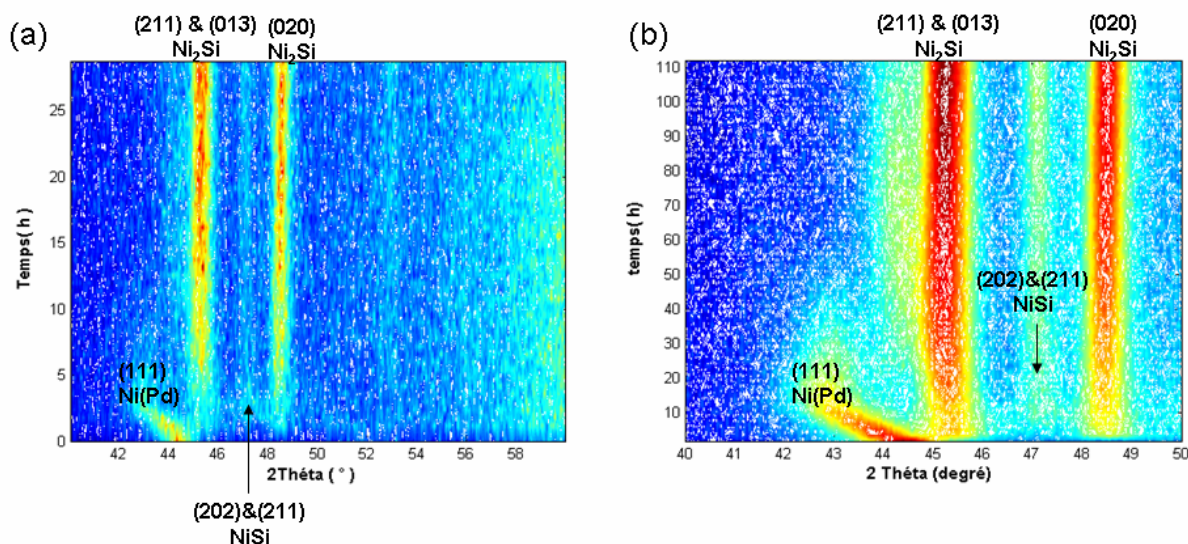 (a)
(211) & (013)
Ni₂Si
(020)
Ni₂Si
25
20
15
10
5
0
Temps( h )
(111)
Ni(Pd)
42 44 46 48 50 52 54 56 58
2Théta ( ° )
(202)&(211)
NiSi
(b)
(211) & (013)
Ni₂Si
(020)
Ni₂Si
110
100
90
80
70
60
50
40
30
20
10
temps( h)
(202)&(211)
NiSi
(111)
Ni(Pd)
40 41 42 43 44 45 46 47 48 49 50
2 Théta (degré)